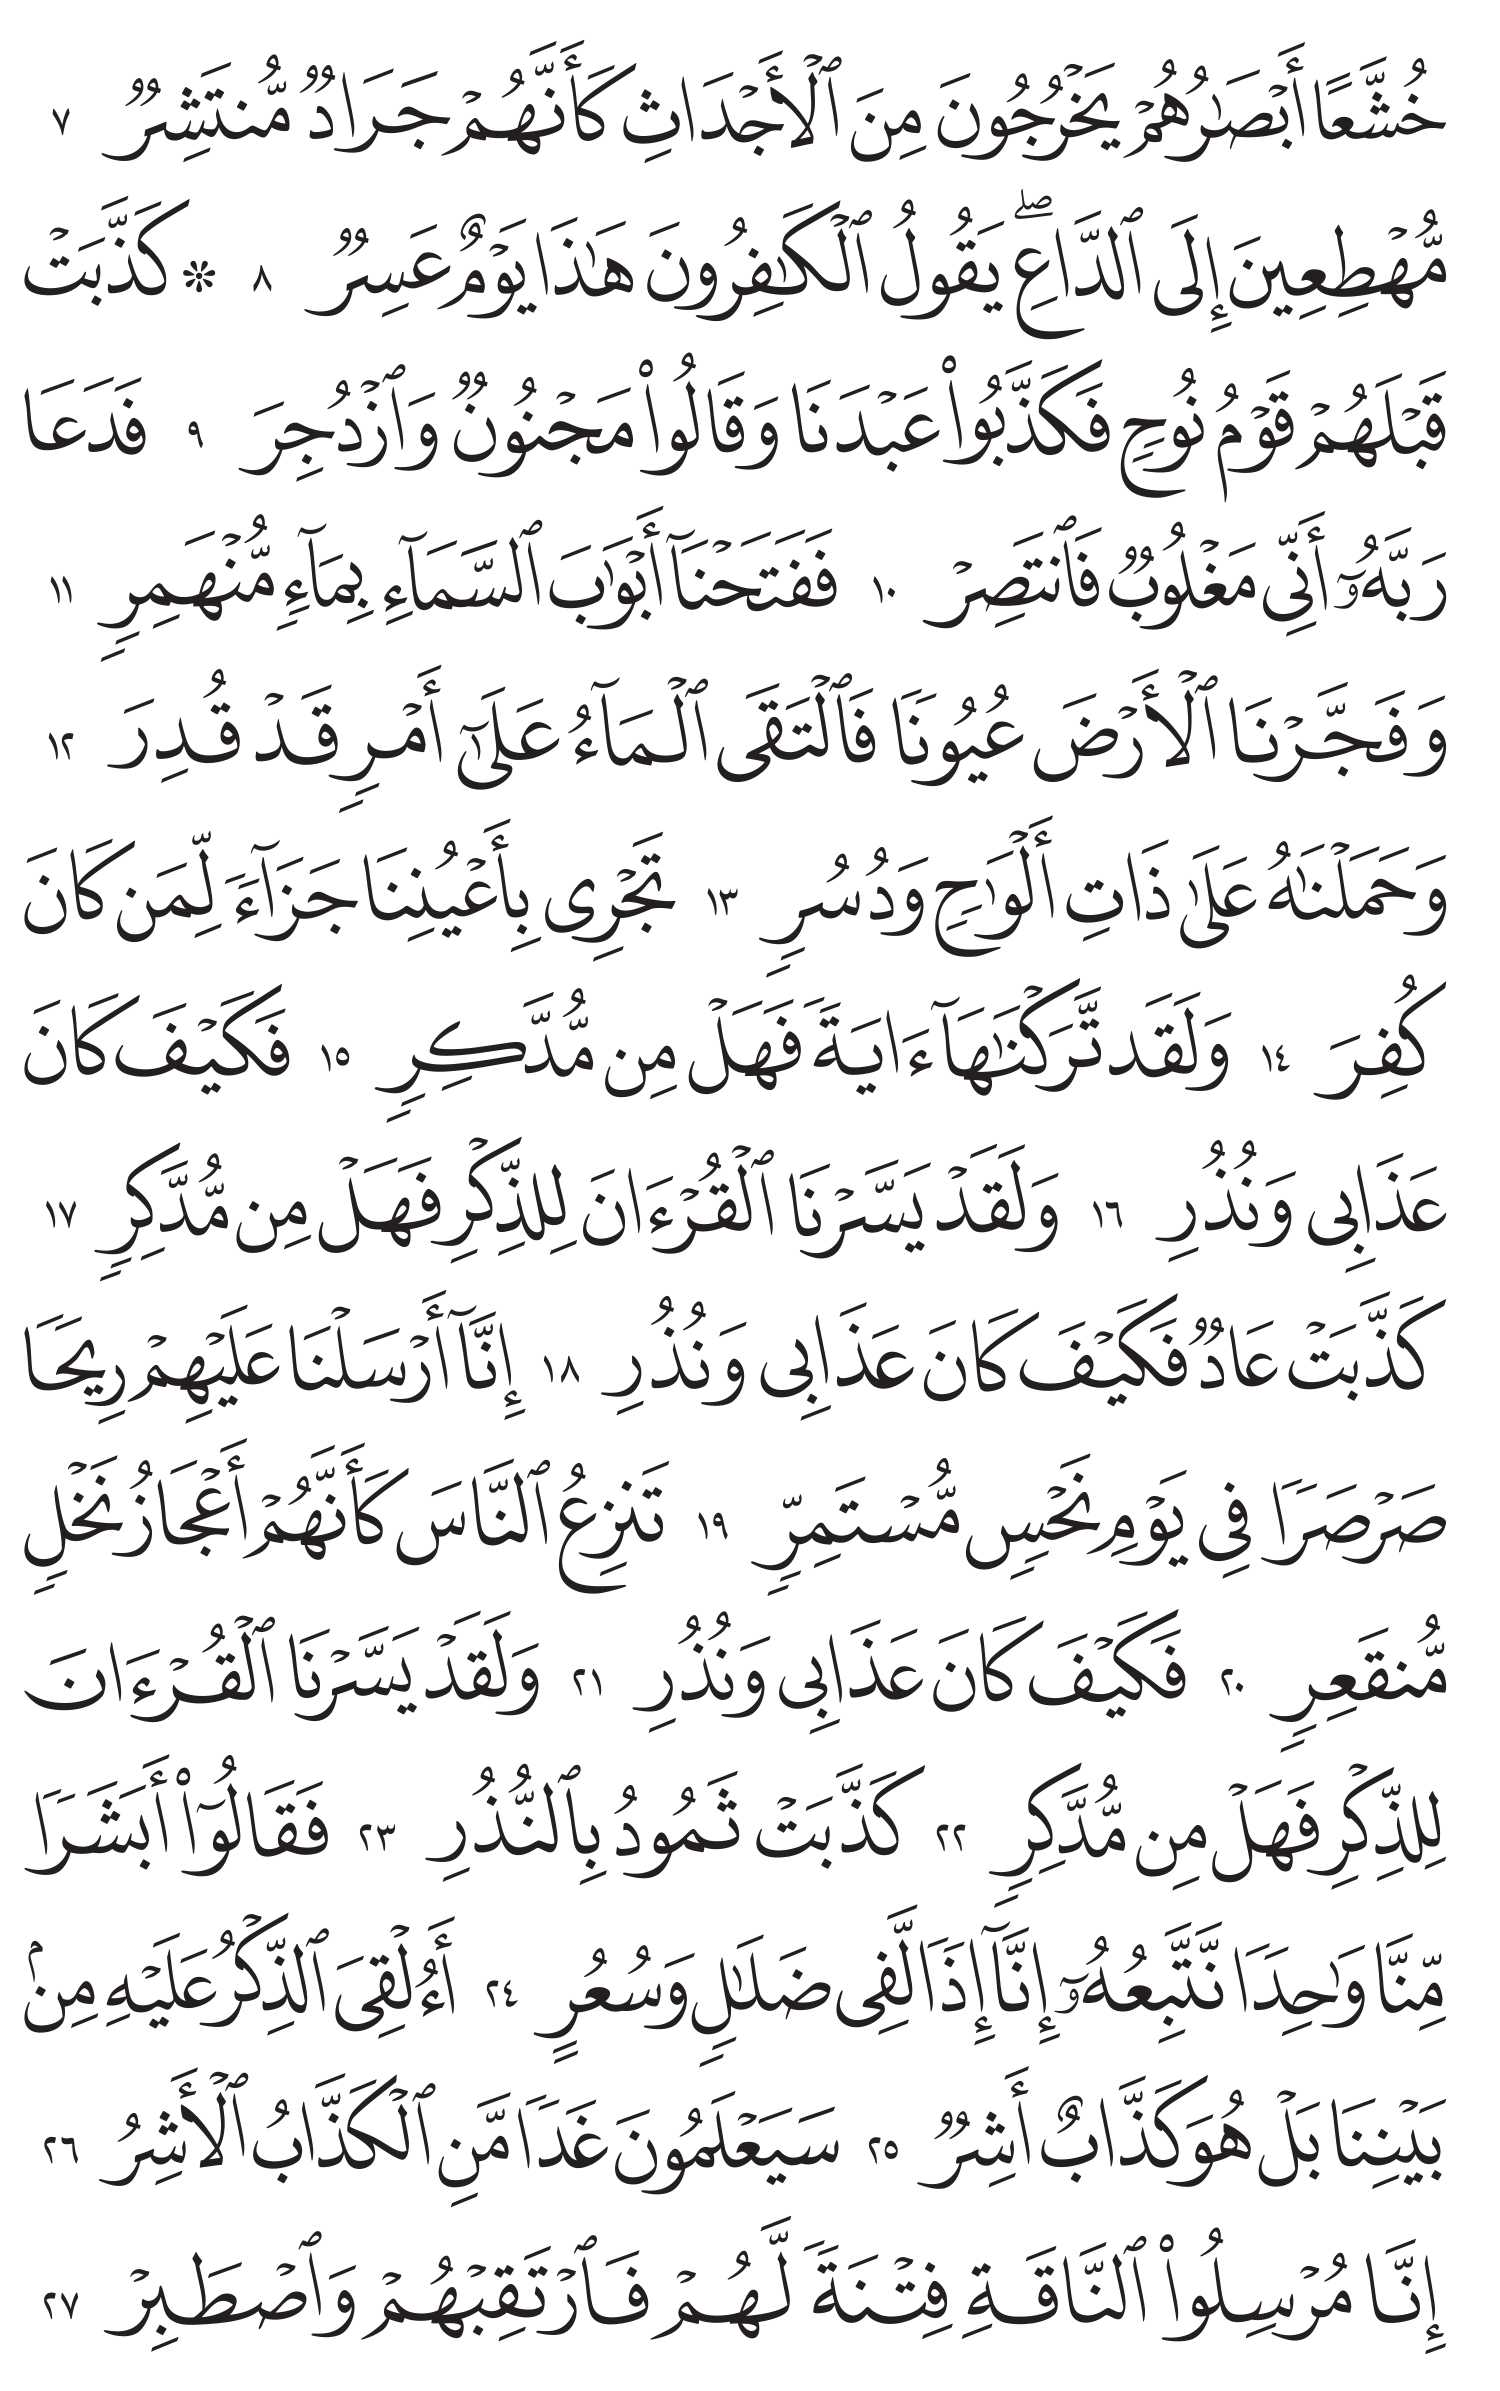 خُشَّعًا أَبۡصَٰرُهُمۡ يَخۡرُجُونَ مِنَ ٱلۡأَجۡدَاثِ كَأَنَّهُمۡ جَرَادٞ مُّنتَشِرٞ ٧
مُّهۡطِعِينَ إِلَى ٱلدَّاعِۖ يَقُولُ ٱلۡكَٰفِرُونَ هَٰذَا يَوۡمٌ عَسِرٞ ٨ ۞ كَذَّبَتۡ
قَبۡلَهُمۡ قَوۡمُ نُوحٖ فَكَذَّبُواْ عَبۡدَنَا وَقَالُواْ مَجۡنُونٞ وَٱزۡدُجِرَ ٩ فَدَعَا
رَبَّهُۥٓ أَنِّي مَغۡلُوبٞ فَٱنتَصِرۡ ١٠ فَفَتَحۡنَآ أَبۡوَٰبَ ٱلسَّمَآءِ بِمَآءٖ مُّنۡهَمِرٖ ١١
وَفَجَّرۡنَا ٱلۡأَرۡضَ عُيُونٗا فَٱلۡتَقَى ٱلۡمَآءُ عَلَىٰٓ أَمۡرٖ قَدۡ قُدِرَ ١٢
وَحَمَلۡنَٰهُ عَلَىٰ ذَاتِ أَلۡوَٰحٖ وَدُسُرٖ ١٣ تَجۡرِي بِأَعۡيُنِنَا جَزَآءٗ لِّمَن كَانَ
كُفِرَ ١٤ وَلَقَد تَّرَكۡنَٰهَآ ءَايَةٗ فَهَلۡ مِن مُّدَّكِرٖ ١٥ فَكَيۡفَ كَانَ
عَذَابِي وَنُذُرِ ١٦ وَلَقَدۡ يَسَّرۡنَا ٱلۡقُرۡءَانَ لِلذِّكۡرِ فَهَلۡ مِن مُّدَّكِرٖ ١٧
كَذَّبَتۡ عَادٞ فَكَيۡفَ كَانَ عَذَابِي وَنُذُرِ ١٨ إِنَّآ أَرۡسَلۡنَا عَلَيۡهِمۡ رِيحٗا
صَرۡصَرٗا فِي يَوۡمِ نَحۡسٖ مُّسۡتَمِرّٖ ١٩ تَنزِعُ ٱلنَّاسَ كَأَنَّهُمۡ أَعۡجَازُ نَخۡلٖ
مُّنقَعِرٖ ٢٠ فَكَيۡفَ كَانَ عَذَابِي وَنُذُرِ ٢١ وَلَقَدۡ يَسَّرۡنَا ٱلۡقُرۡءَانَ
لِلذِّكۡرِ فَهَلۡ مِن مُّدَّكِرٖ ٢٢ كَذَّبَتۡ ثَمُودُ بِٱلنُّذُرِ ٢٣ فَقَالُوٓاْ أَبَشَرٗا
مِّنَّا وَٰحِدٗا نَّتَّبِعُهُۥٓ إِنَّآ إِذٗا لَّفِي ضَلَٰلٖ وَسُعُرٍ ٢٤ أَءُلۡقِيَ ٱلذِّكۡرُ عَلَيۡهِ مِنۢ
بَيۡنِنَا بَلۡ هُوَ كَذَّابٌ أَشِرٞ ٢٥ سَيَعۡلَمُونَ غَدٗا مَّنِ ٱلۡكَذَّابُ ٱلۡأَشِرُ ٢٦
إِنَّا مُرۡسِلُواْ ٱلنَّاقَةِ فِتۡنَةٗ لَّهُمۡ فَٱرۡتَقِبۡهُمۡ وَٱصۡطَبِرۡ ٢٧